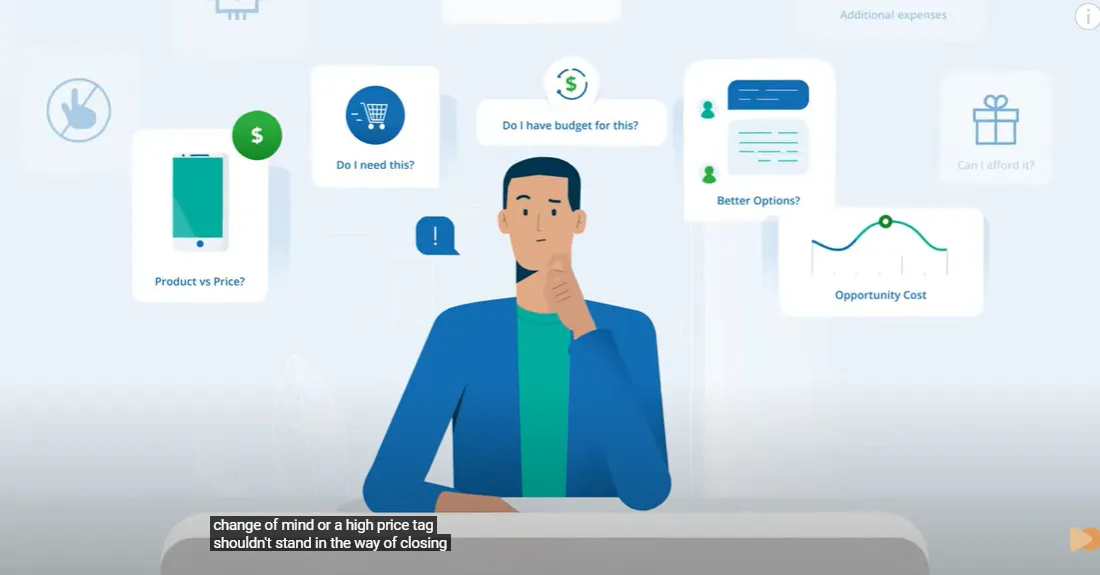 Additional expenses
$
Do I have budget for this?
Do I need this?
$
Product vs Price?
!
Better Options?
Can I afford it?
Opportunity Cost
change of mind or a high price tag
shouldn't stand in the way of closing
i